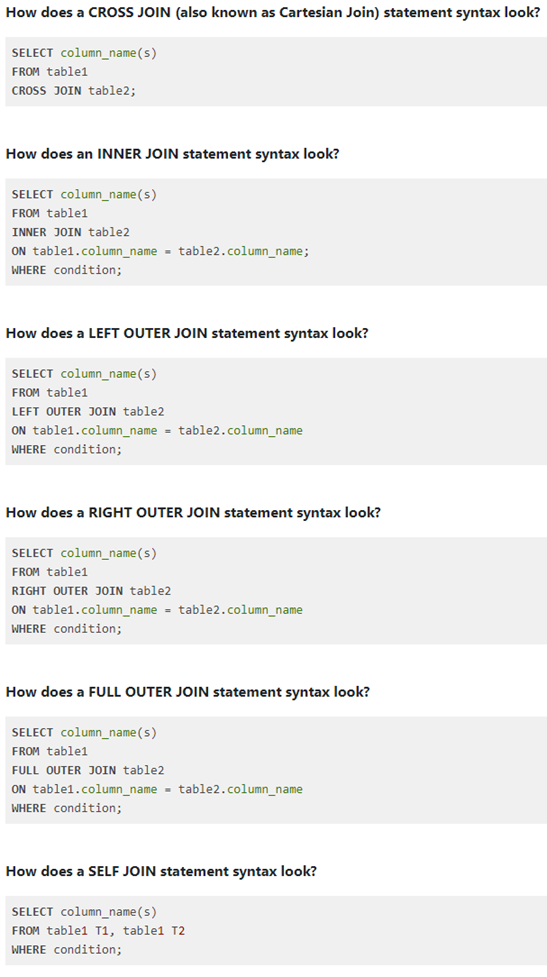 How does a CROSS JOIN (also known as Cartesian Join) statement syntax look?
SELECT column_name(s)
FROM table1
CROSS JOIN table2;
How does an INNER JOIN statement syntax look?
SELECT column_name(s)
FROM table1
INNER JOIN table2
ON table1.column_name = table2.column_name;
WHERE condition;
How does a LEFT OUTER JOIN statement syntax look?
SELECT column_name(s)
FROM table1
LEFT OUTER JOIN table2
ON table1.column_name = table2.column_name
WHERE condition;
How does a RIGHT OUTER JOIN statement syntax look?
SELECT column_name(s)
FROM table1
RIGHT OUTER JOIN table2
ON table1.column_name = table2.column_name
WHERE condition;
How does a FULL OUTER JOIN statement syntax look?
SELECT column_name(s)
FROM table1
FULL OUTER JOIN table2
ON table1.column_name = table2.column_name
WHERE condition;
How does a SELF JOIN statement syntax look?
SELECT column_name(s)
FROM table1 T1, table1 T2
WHERE condition;